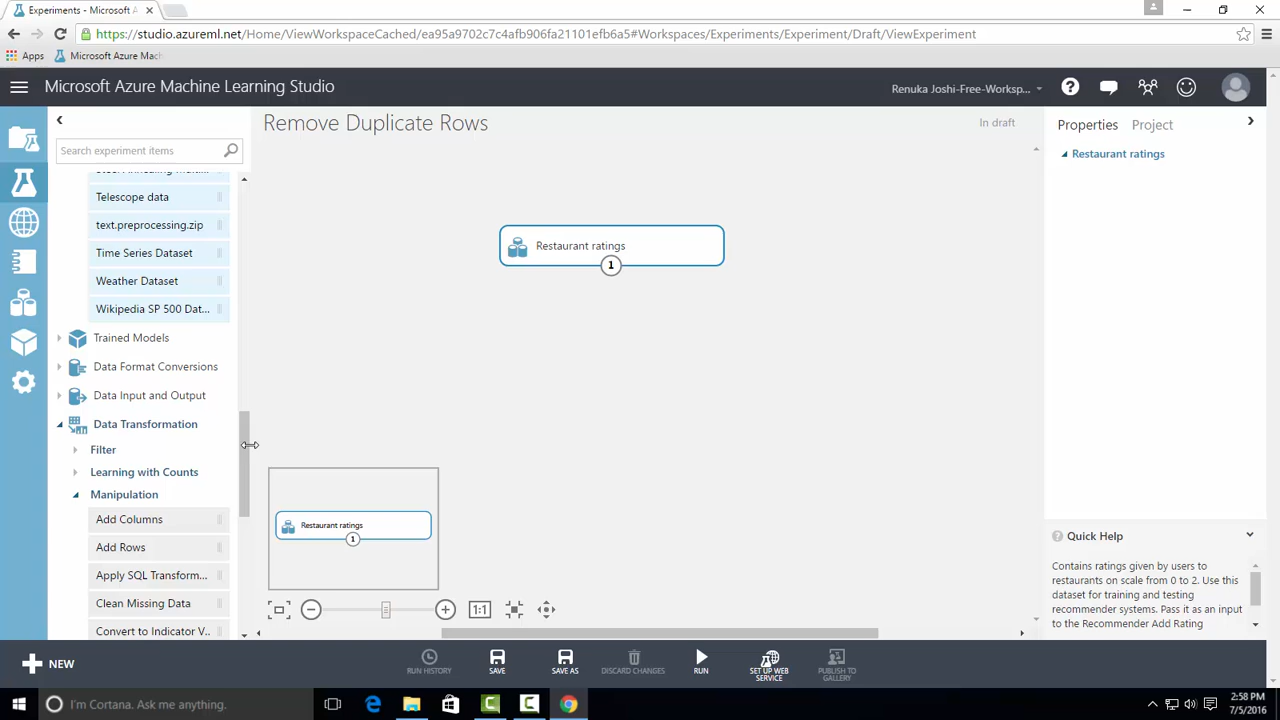 Experiments - Microsoft A
https://studio.azureml.net/Home/ViewWorkspaceCached/ea95a9702c7c4afb906fa21101efb6a5#Workspaces/Experiments/Experiment/Draft/ViewExperiment
Apps
Microsoft Azure Mach
Microsoft Azure Machine Learning Studio
Renuka Joshi-Free-Worksp...
Remove Duplicate Rows
In draft
Properties
Project
Search experiment items
Restaurant ratings
Telescope data
text.preprocessing.zip
Time Series Dataset
Weather Dataset
Wikipedia SP 500 Dat...
Restaurant ratings
1
Trained Models
Data Format Conversions
Data Input and Output
Data Transformation
Filter
Learning with Counts
Manipulation
Add Columns
Add Rows
Apply SQL Transform...
Clean Missing Data
Convert to Indicator V...
Restaurant ratings
1
1:1
Quick Help
Contains ratings given by users to
restaurants on scale from 0 to 2. Use this
dataset for training and testing
recommender systems. Pass it as an input
to the Recommender Add Rating
NEW
RUN HISTORY
SAVE
SAVE AS
DISCARD CHANGES
RUN
SET UP WEB
SERVICE
PUBLISH TO
GALLERY
I'm Cortana. Ask me anything.
2:58 PM
7/5/2016